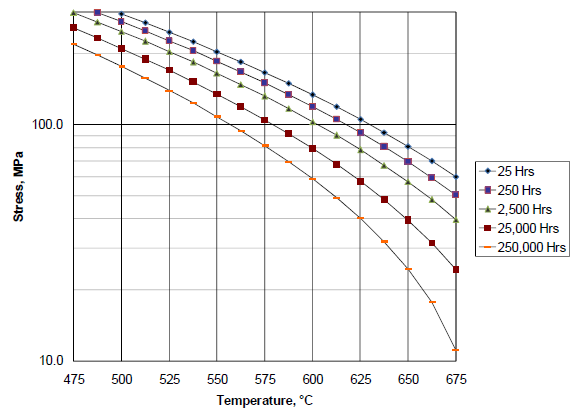 100.0
10.0
Stress, MPa
475 500 525 550 575 600 625 650 675
Temperature, °C
25 Hrs
250 Hrs
2,500 Hrs
25,000 Hrs
250,000 Hrs